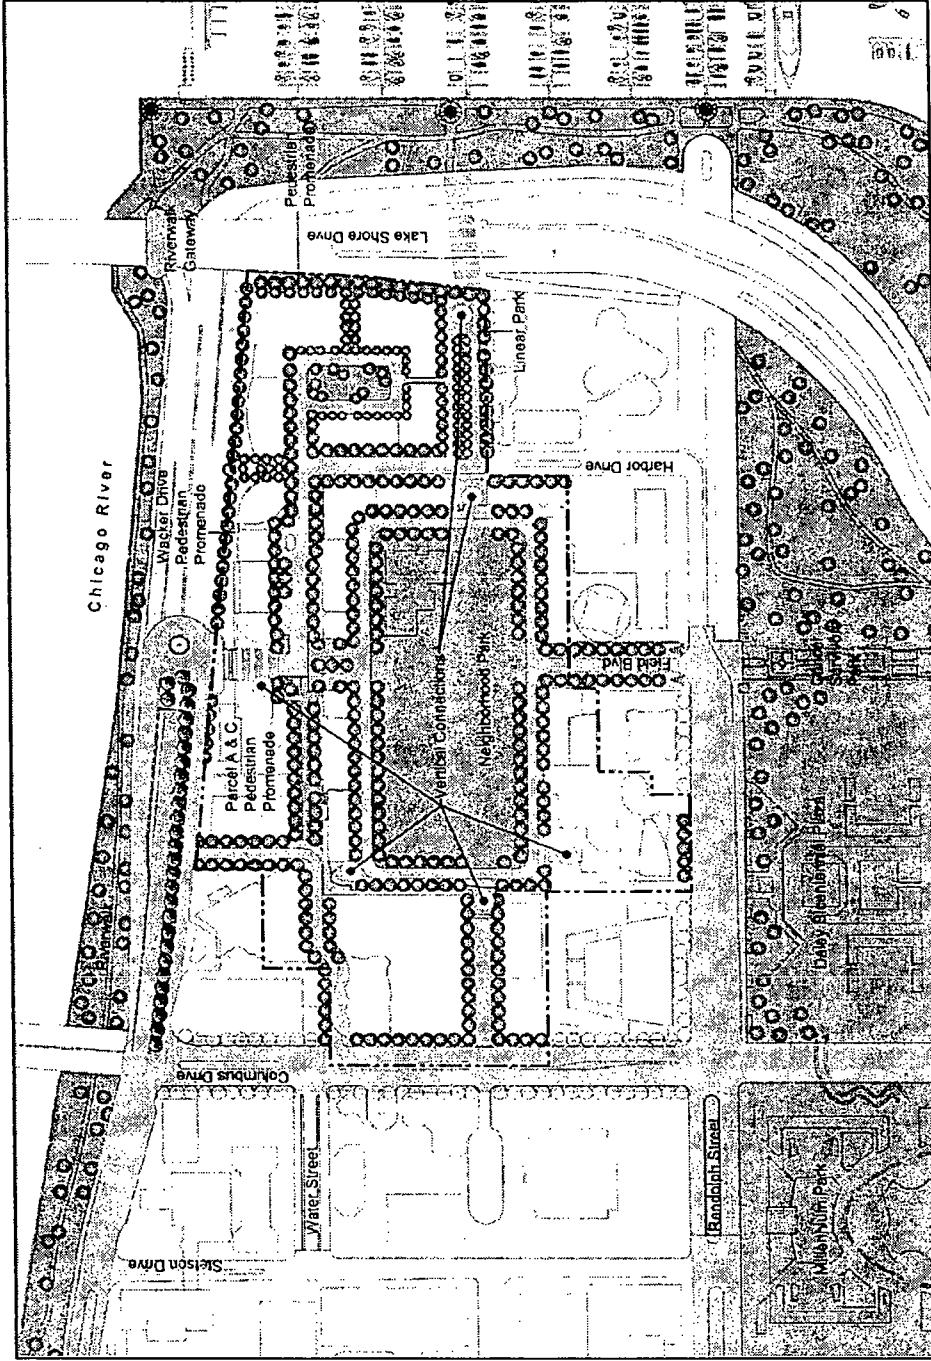 Chicago River
Riverwalk
Gateway
Pedestrian
Promenade
Lake Shore Drive
Wacker Drive
Pedestrian
Promenade
Linear Park
Harbor Drive
Parcel A & C
Pedestrian
Promenade
Vertical Connections
Neighborhood Park
Field Blvd.
Riverwalk
Columbus Drive
Water Street
Stetson Drive
Randolph Street
Daley Bicentennial Plaza
Millennium Park